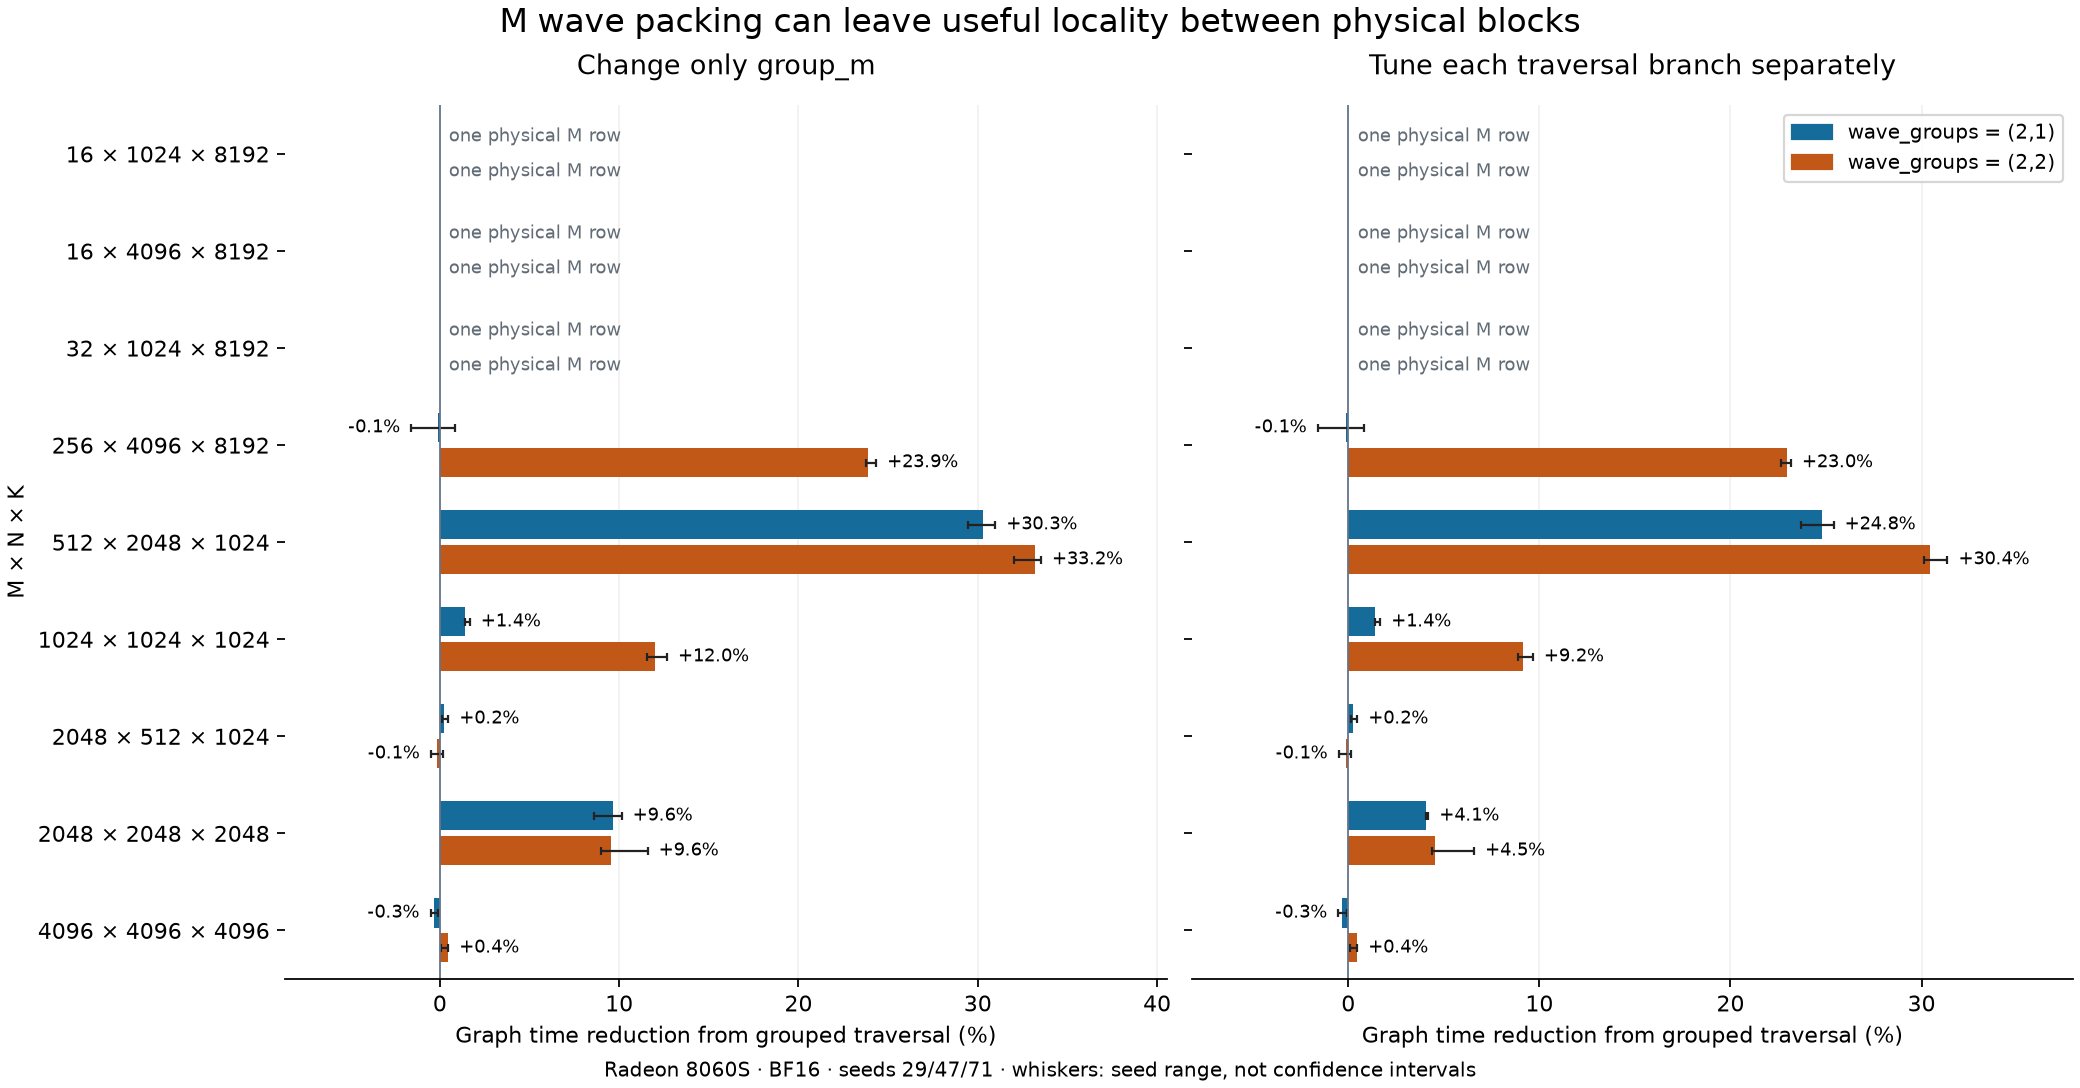 M wave packing can leave useful locality between physical blocks
Change only group_m
Tune each traversal branch separately
wave_groups = (2,1)
wave_groups = (2,2)
M × N × K
16 × 1024 × 8192
one physical M row
one physical M row
one physical M row
one physical M row
16 × 4096 × 8192
one physical M row
one physical M row
one physical M row
one physical M row
32 × 1024 × 8192
one physical M row
one physical M row
one physical M row
one physical M row
256 × 4096 × 8192
-0.1%
+23.9%
-0.1%
+23.0%
512 × 2048 × 1024
+30.3%
+33.2%
+24.8%
+30.4%
1024 × 1024 × 1024
+1.4%
+12.0%
+1.4%
+9.2%
2048 × 512 × 1024
+0.2%
-0.1%
+0.2%
-0.1%
2048 × 2048 × 2048
+9.6%
+9.6%
+4.1%
+4.5%
4096 × 4096 × 4096
-0.3%
+0.4%
-0.3%
+0.4%
0 10 20 30 40
0 10 20 30
Graph time reduction from grouped traversal (%)
Graph time reduction from grouped traversal (%)
Radeon 8060S · BF16 · seeds 29/47/71 · whiskers: seed range, not confidence intervals